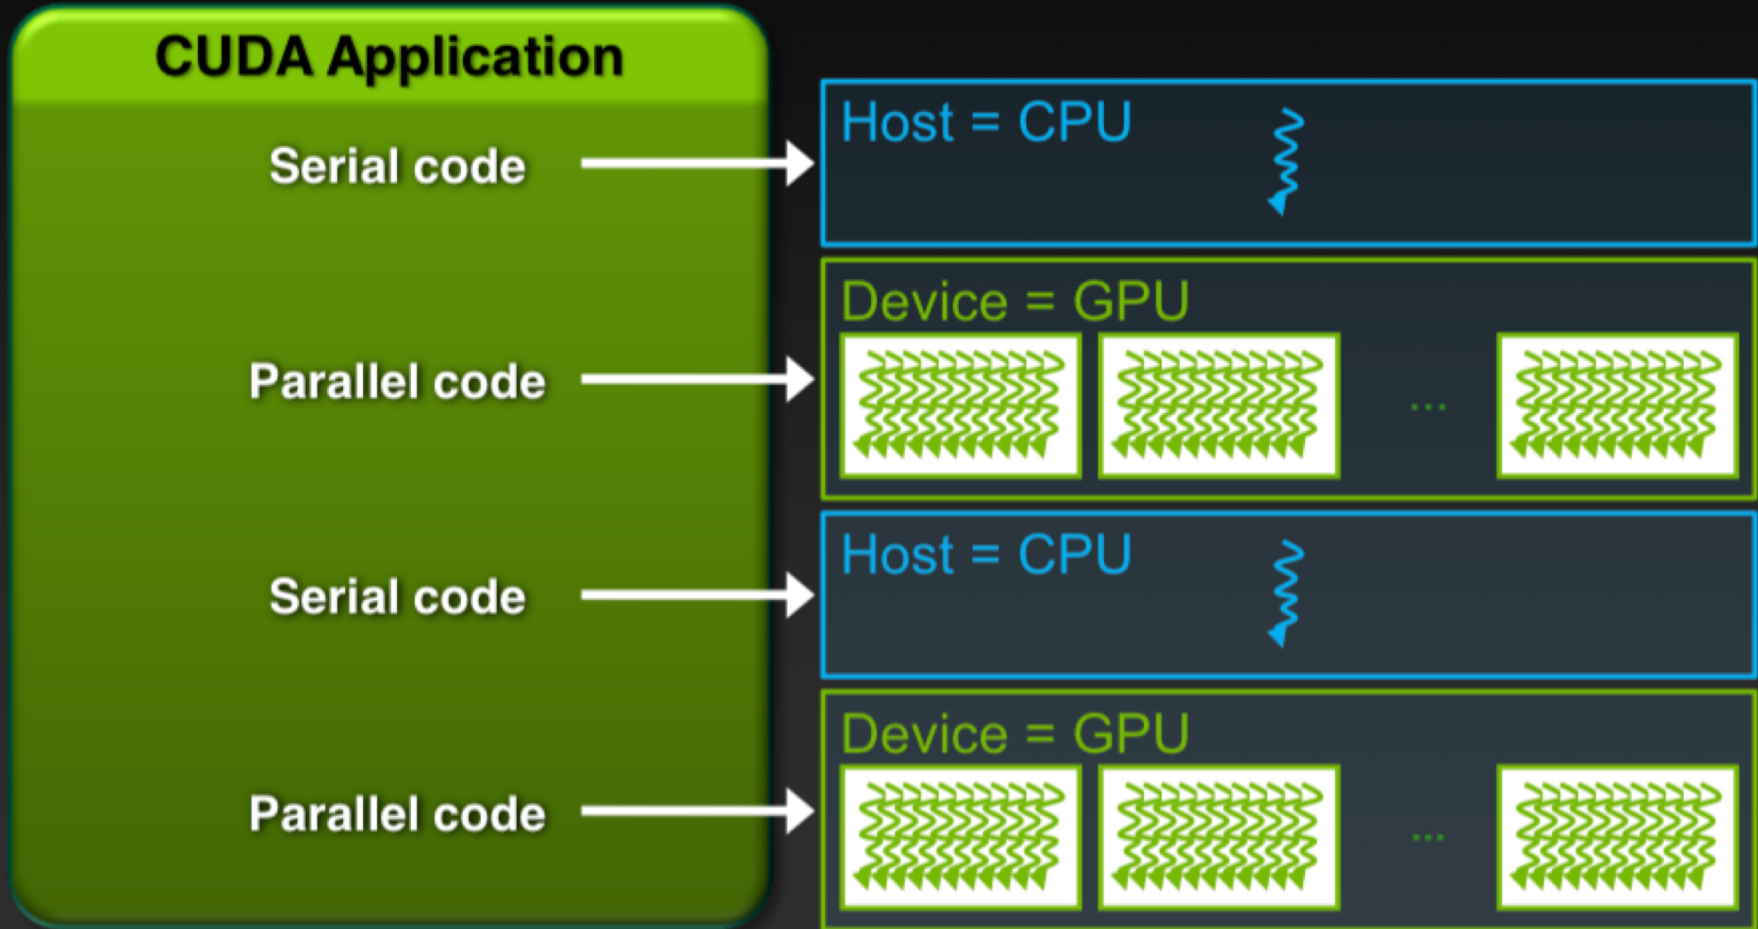 CUDA Application
Serial code
Host = CPU
Parallel code
Device = GPU
...
Serial code
Host = CPU
Parallel code
Device = GPU
...